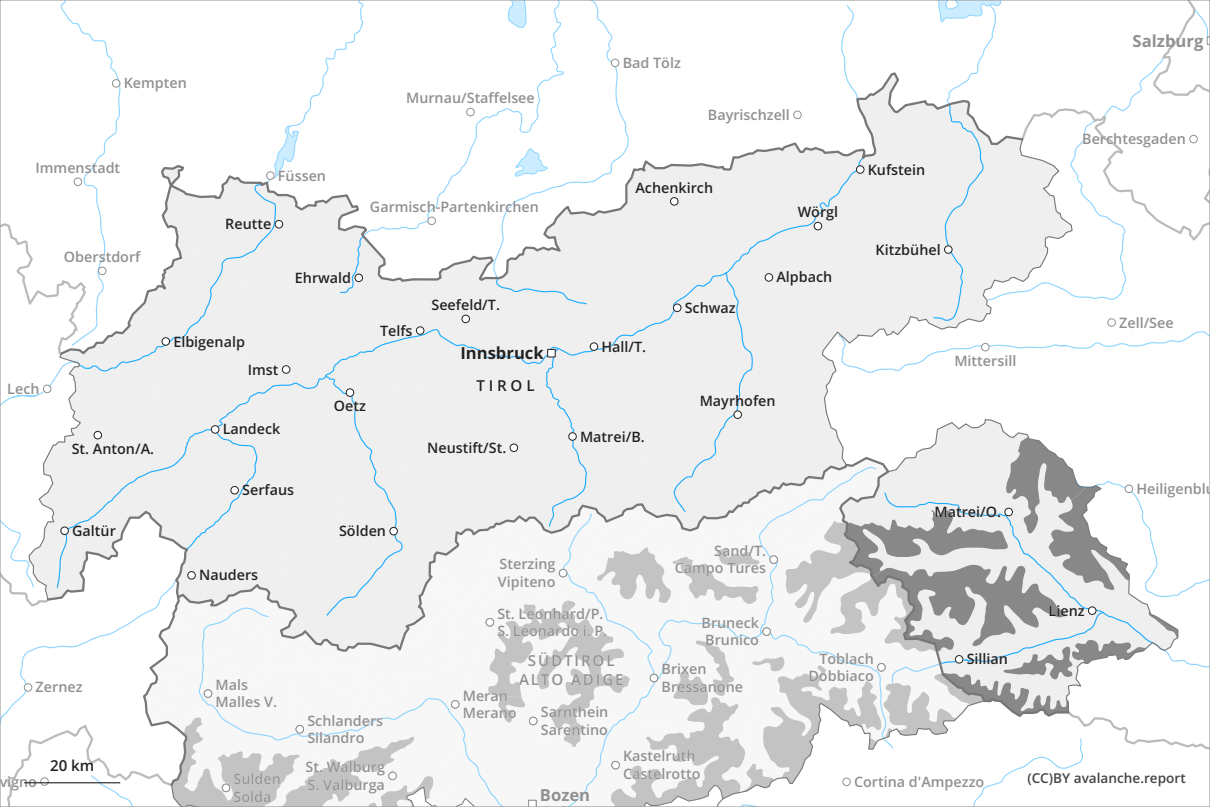 Salzburg
Bad Tölz
Kempten
Murnau/Staffelsee
Bayrischzell
Berchtesgaden
Immenstadt
Füssen
Kufstein
Achenkirch
Garmisch-Partenkirchen
Wörgl
Reutte
Kitzbühel
Oberstdorf
Ehrwald
Alpbach
Seefeld/T.
Schwaz
Zell/See
Telfs
Elbigenalp
Hall/T.
Innsbruck
Mittersill
Imst
TIROL
Lech
Oetz
Mayrhofen
Landeck
Matrei/B.
St. Anton/A.
Neustift/St.
Serfaus
Heiligenblu
Matrei/O.
Galtür
Sölden
Sand/T.
Campo Tures
Sterzing
Vipiteno
Nauders
Lienz
St. Leonhard/P.
S. Leonardo i. P.
Bruneck
Brunico
SÜDTIROL
ALTO ADIGE
Toblach
Dobbiaco
Sillian
Brixen
Bressanone
Zernez
Mals
Malles V.
Meran
Merano
Sarnthein
Sarentino
Schlanders
Silandro
Kastelruth
Castelrotto
St. Walburg
S. Valburga
20 km
vigno
Sulden
Solda
Cortina d'Ampezzo
(CC)BY avalanche.report
Bozen